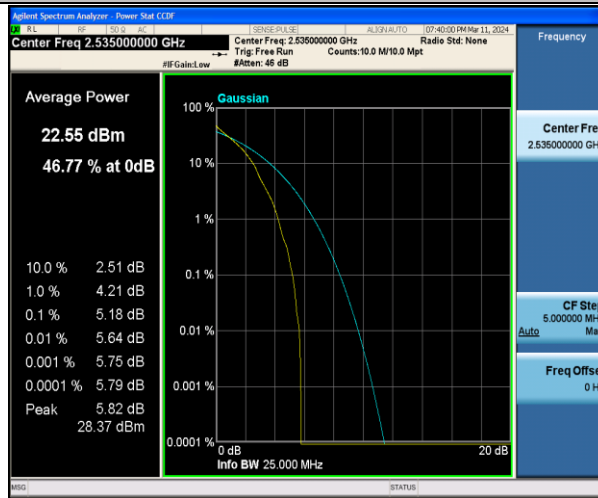 Agilent Spectrum Analyzer - Power Stat CCDF
RL RF 50 Ω AC SENSE:PULSE ALIGN AUTO 07:40:00 PM Mar 11, 2024
Center Freq 2.535000000 GHz
Center Freq: 2.535000000 GHz Radio Std: None
Trig: Free Run Counts:10.0 M/10.0 Mpt
#IFGain:Low #Atten: 46 dB
Frequency
Average Power
22.55 dBm
46.77 % at 0dB
10.0 % 2.51 dB
1.0 % 4.21 dB
0.1 % 5.18 dB
0.01 % 5.64 dB
0.001 % 5.75 dB
0.0001 % 5.79 dB
Peak 5.82 dB
28.37 dBm
Gaussian
100 %
10 %
1 %
0.1 %
0.01 %
0.001 %
0.0001 %
0 dB 20 dB
Info BW 25.000 MHz
Center Fre
2.535000000 GH
CF Ste
5.000000 MH
Auto Ma
Freq Offse
0 H
MSG STATUS